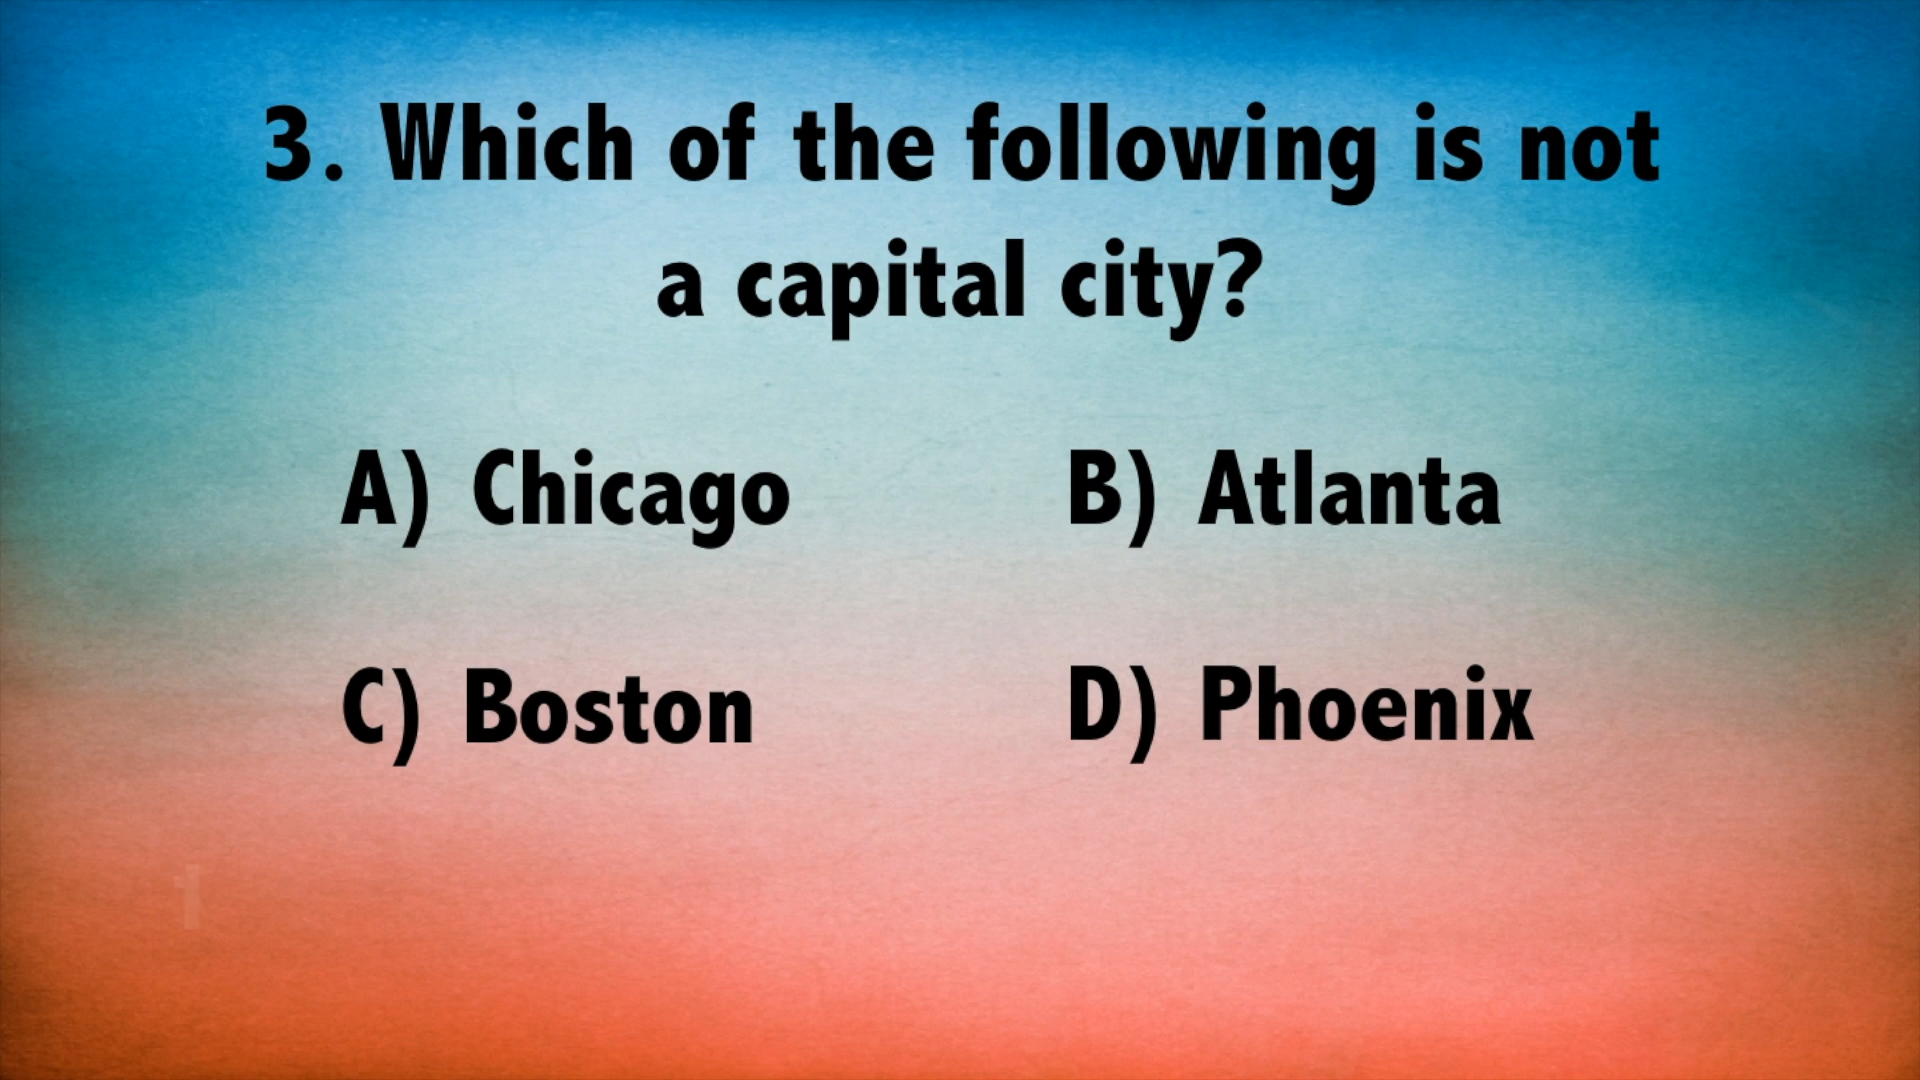 3. Which of the following is not
a capital city?
A) Chicago
B) Atlanta
C) Boston
D) Phoenix